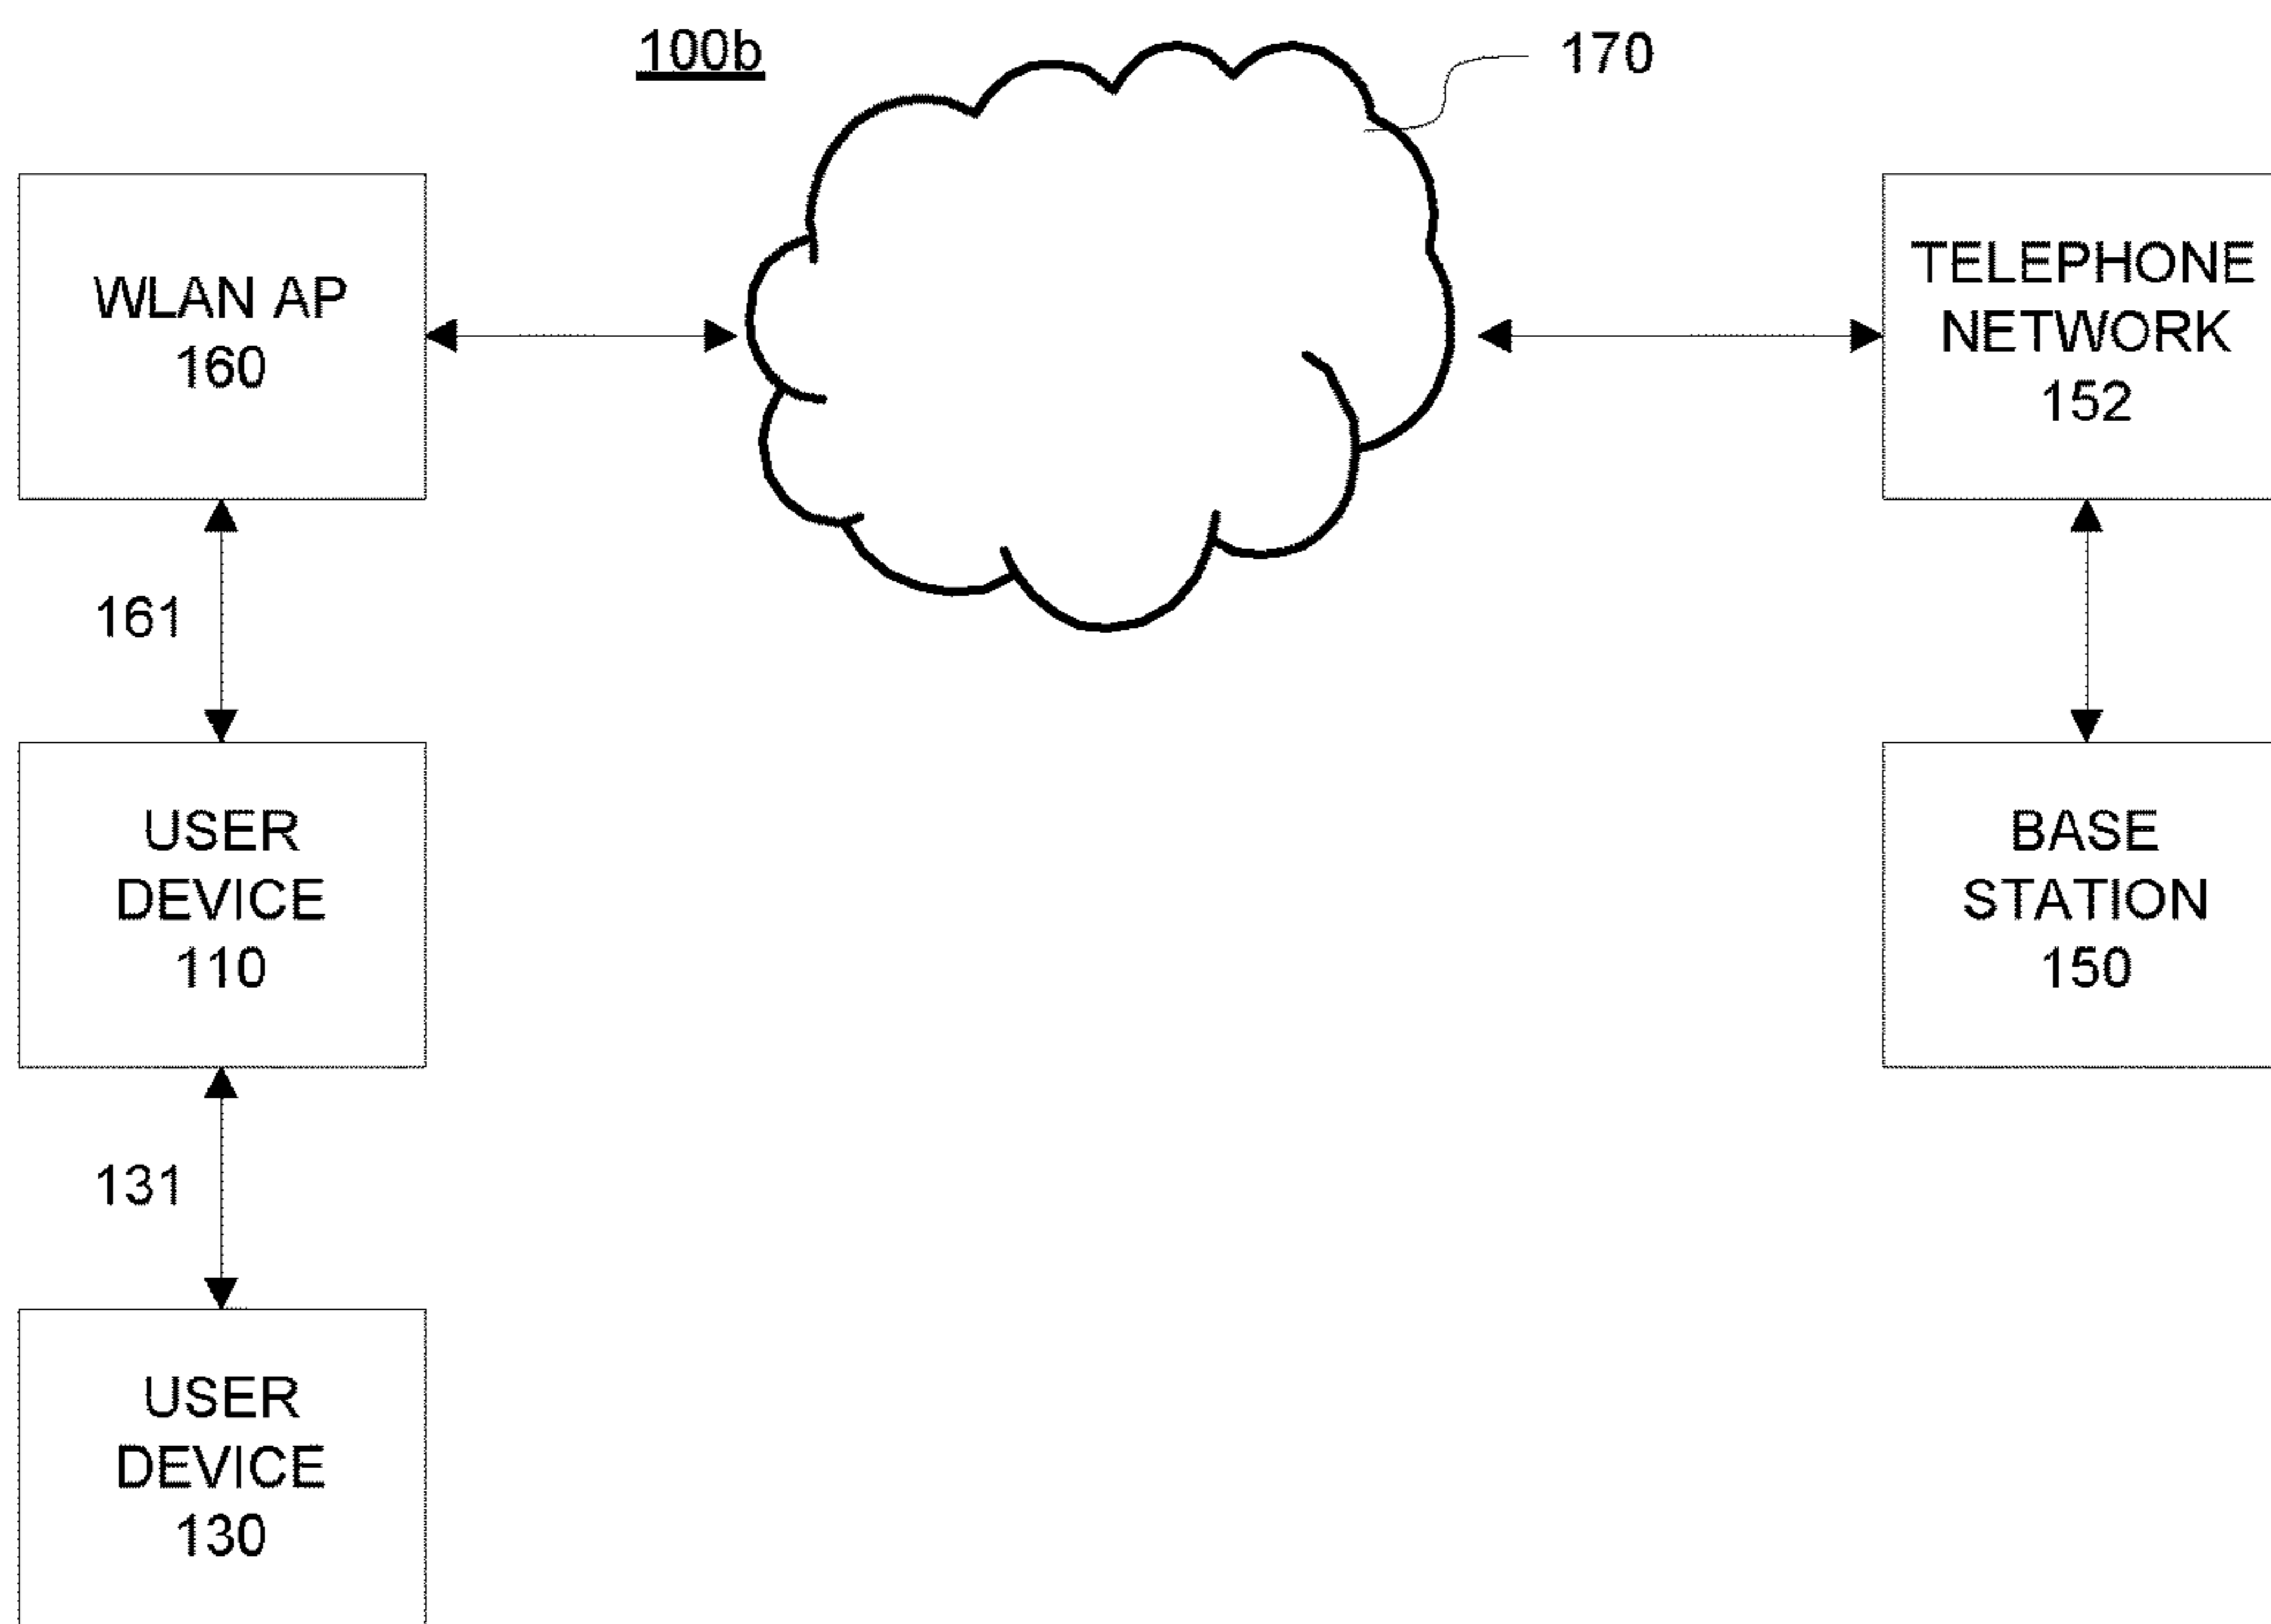 100b
170
WLAN AP
160
TELEPHONE
NETWORK
152
161
USER
DEVICE
110
BASE
STATION
150
131
USER
DEVICE
130